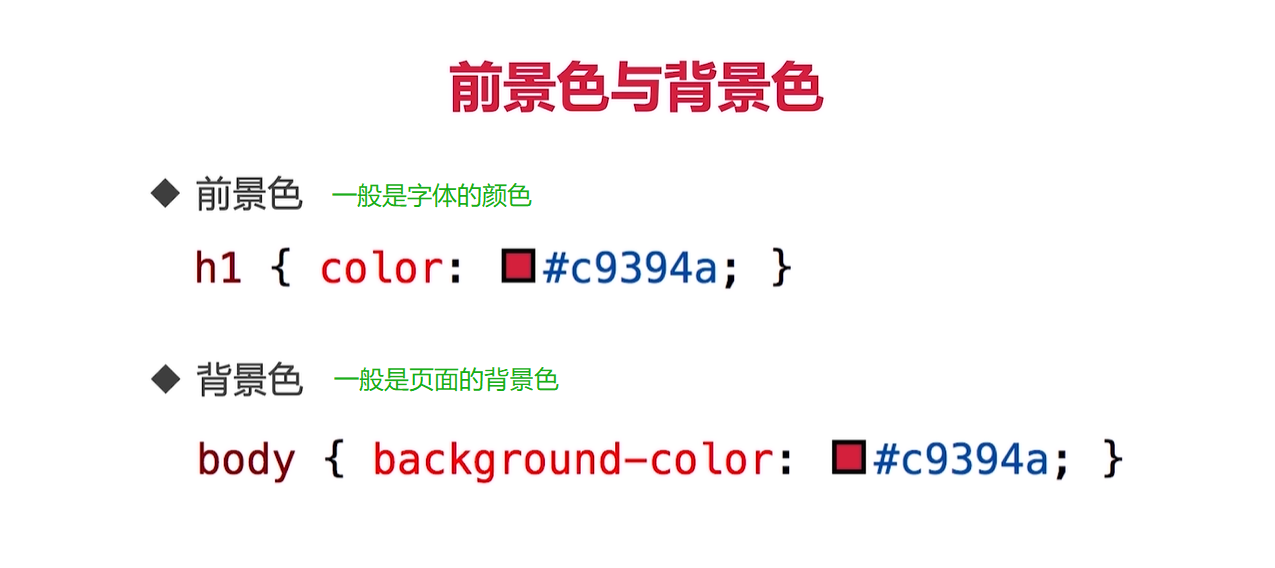 前景色与背景色
◆ 前景色 一般是字体的颜色
h1 { color: #c9394a; }
◆ 背景色 一般是页面的背景色
body { background-color: #c9394a; }